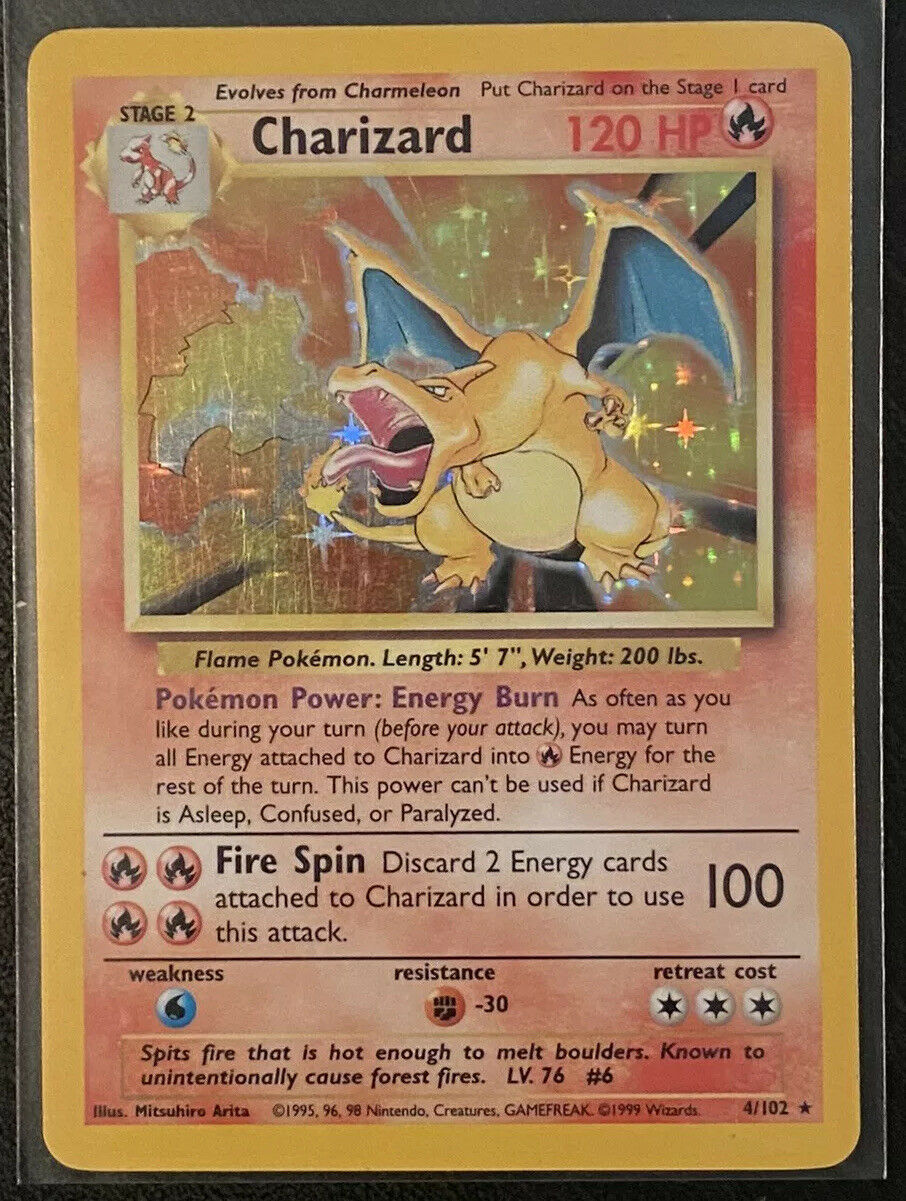 Evolves from Charmeleon Put Charizard on the Stage 1 card
STAGE 2
Charizard 120 HP
Flame Pokémon. Length: 5' 7", Weight: 200 lbs.
Pokémon Power: Energy Burn As often as you
like during your turn (before your attack), you may turn
all Energy attached to Charizard into Energy for the
rest of the turn. This power can't be used if Charizard
is Asleep, Confused, or Paralyzed.
Fire Spin Discard 2 Energy cards
attached to Charizard in order to use 100
this attack.
weakness resistance retreat cost
-30
Spits fire that is hot enough to melt boulders. Known to
unintentionally cause forest fires. LV. 76 #6
Illus. Mitsuhiro Arita ©1995, 96, 98 Nintendo, Creatures, GAMEFREAK. ©1999 Wizards. 4/102 ★